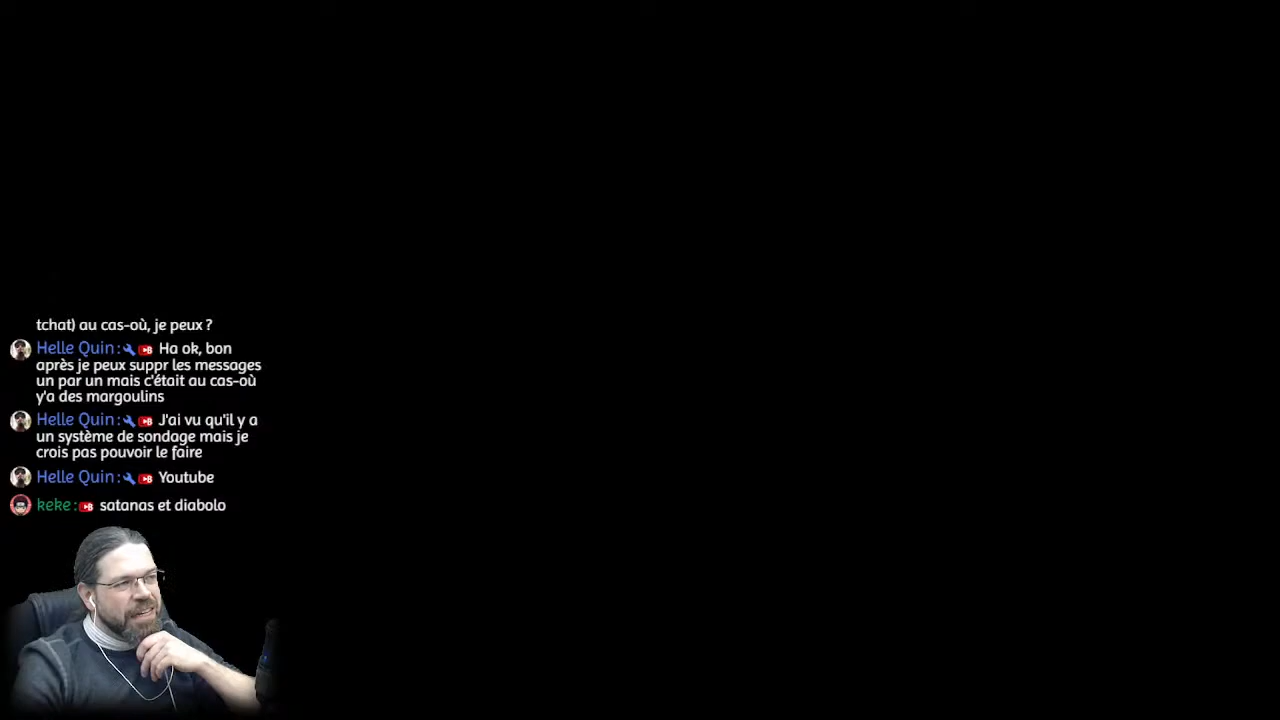 tchat) au cas-où, je peux ?
Helle Quin : Ha ok, bon
après je peux suppr les messages
un par un mais c'était au cas-où
y'a des margoulins
Helle Quin : J'ai vu qu'il y a
un système de sondage mais je
crois pas pouvoir le faire
Helle Quin : Youtube
keke : satanas et diabolo